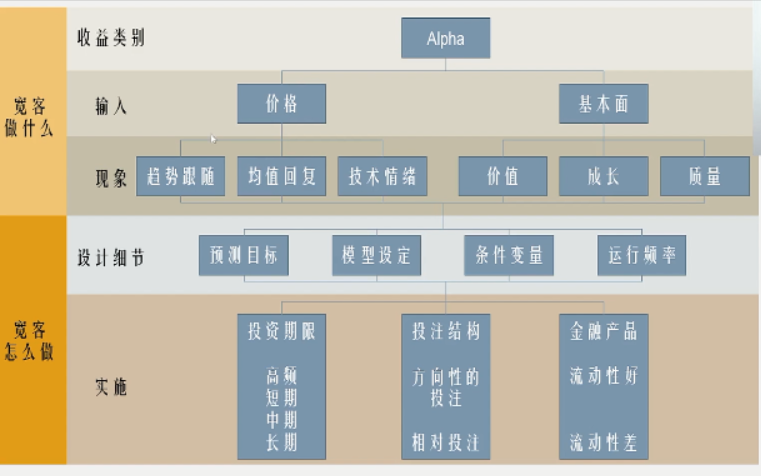 收益类别
Alpha
宽客
做什么
输入
价格
基本面
现象
趋势跟随
均值回复
技术情绪
价值
成长
质量
设计细节
预测目标
模型设定
条件变量
运行频率
宽客
怎么做
实施
投资期限
高频
短期
中期
长期
投注结构
方向性的
投注
相对投注
金融产品
流动性好
流动性差